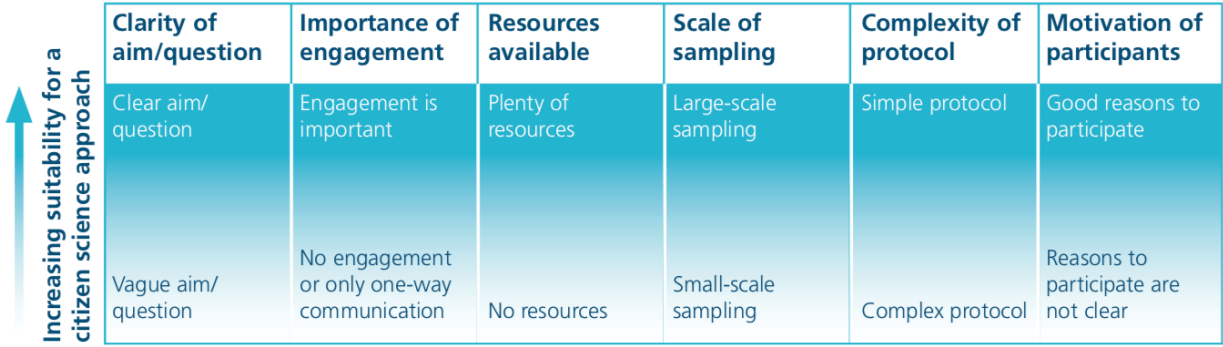 Increasing suitability for a
citizen science approach
Clarity of
aim/question
Importance of
engagement
Resources
available
Scale of
sampling
Complexity of
protocol
Motivation of
participants
Clear aim/
question
Engagement is
important
Plenty of
resources
Large-scale
sampling
Simple protocol
Good reasons to
participate
Vague aim/
question
No engagement
or only one-way
communication
No resources
Small-scale
sampling
Complex protocol
Reasons to
participate are
not clear